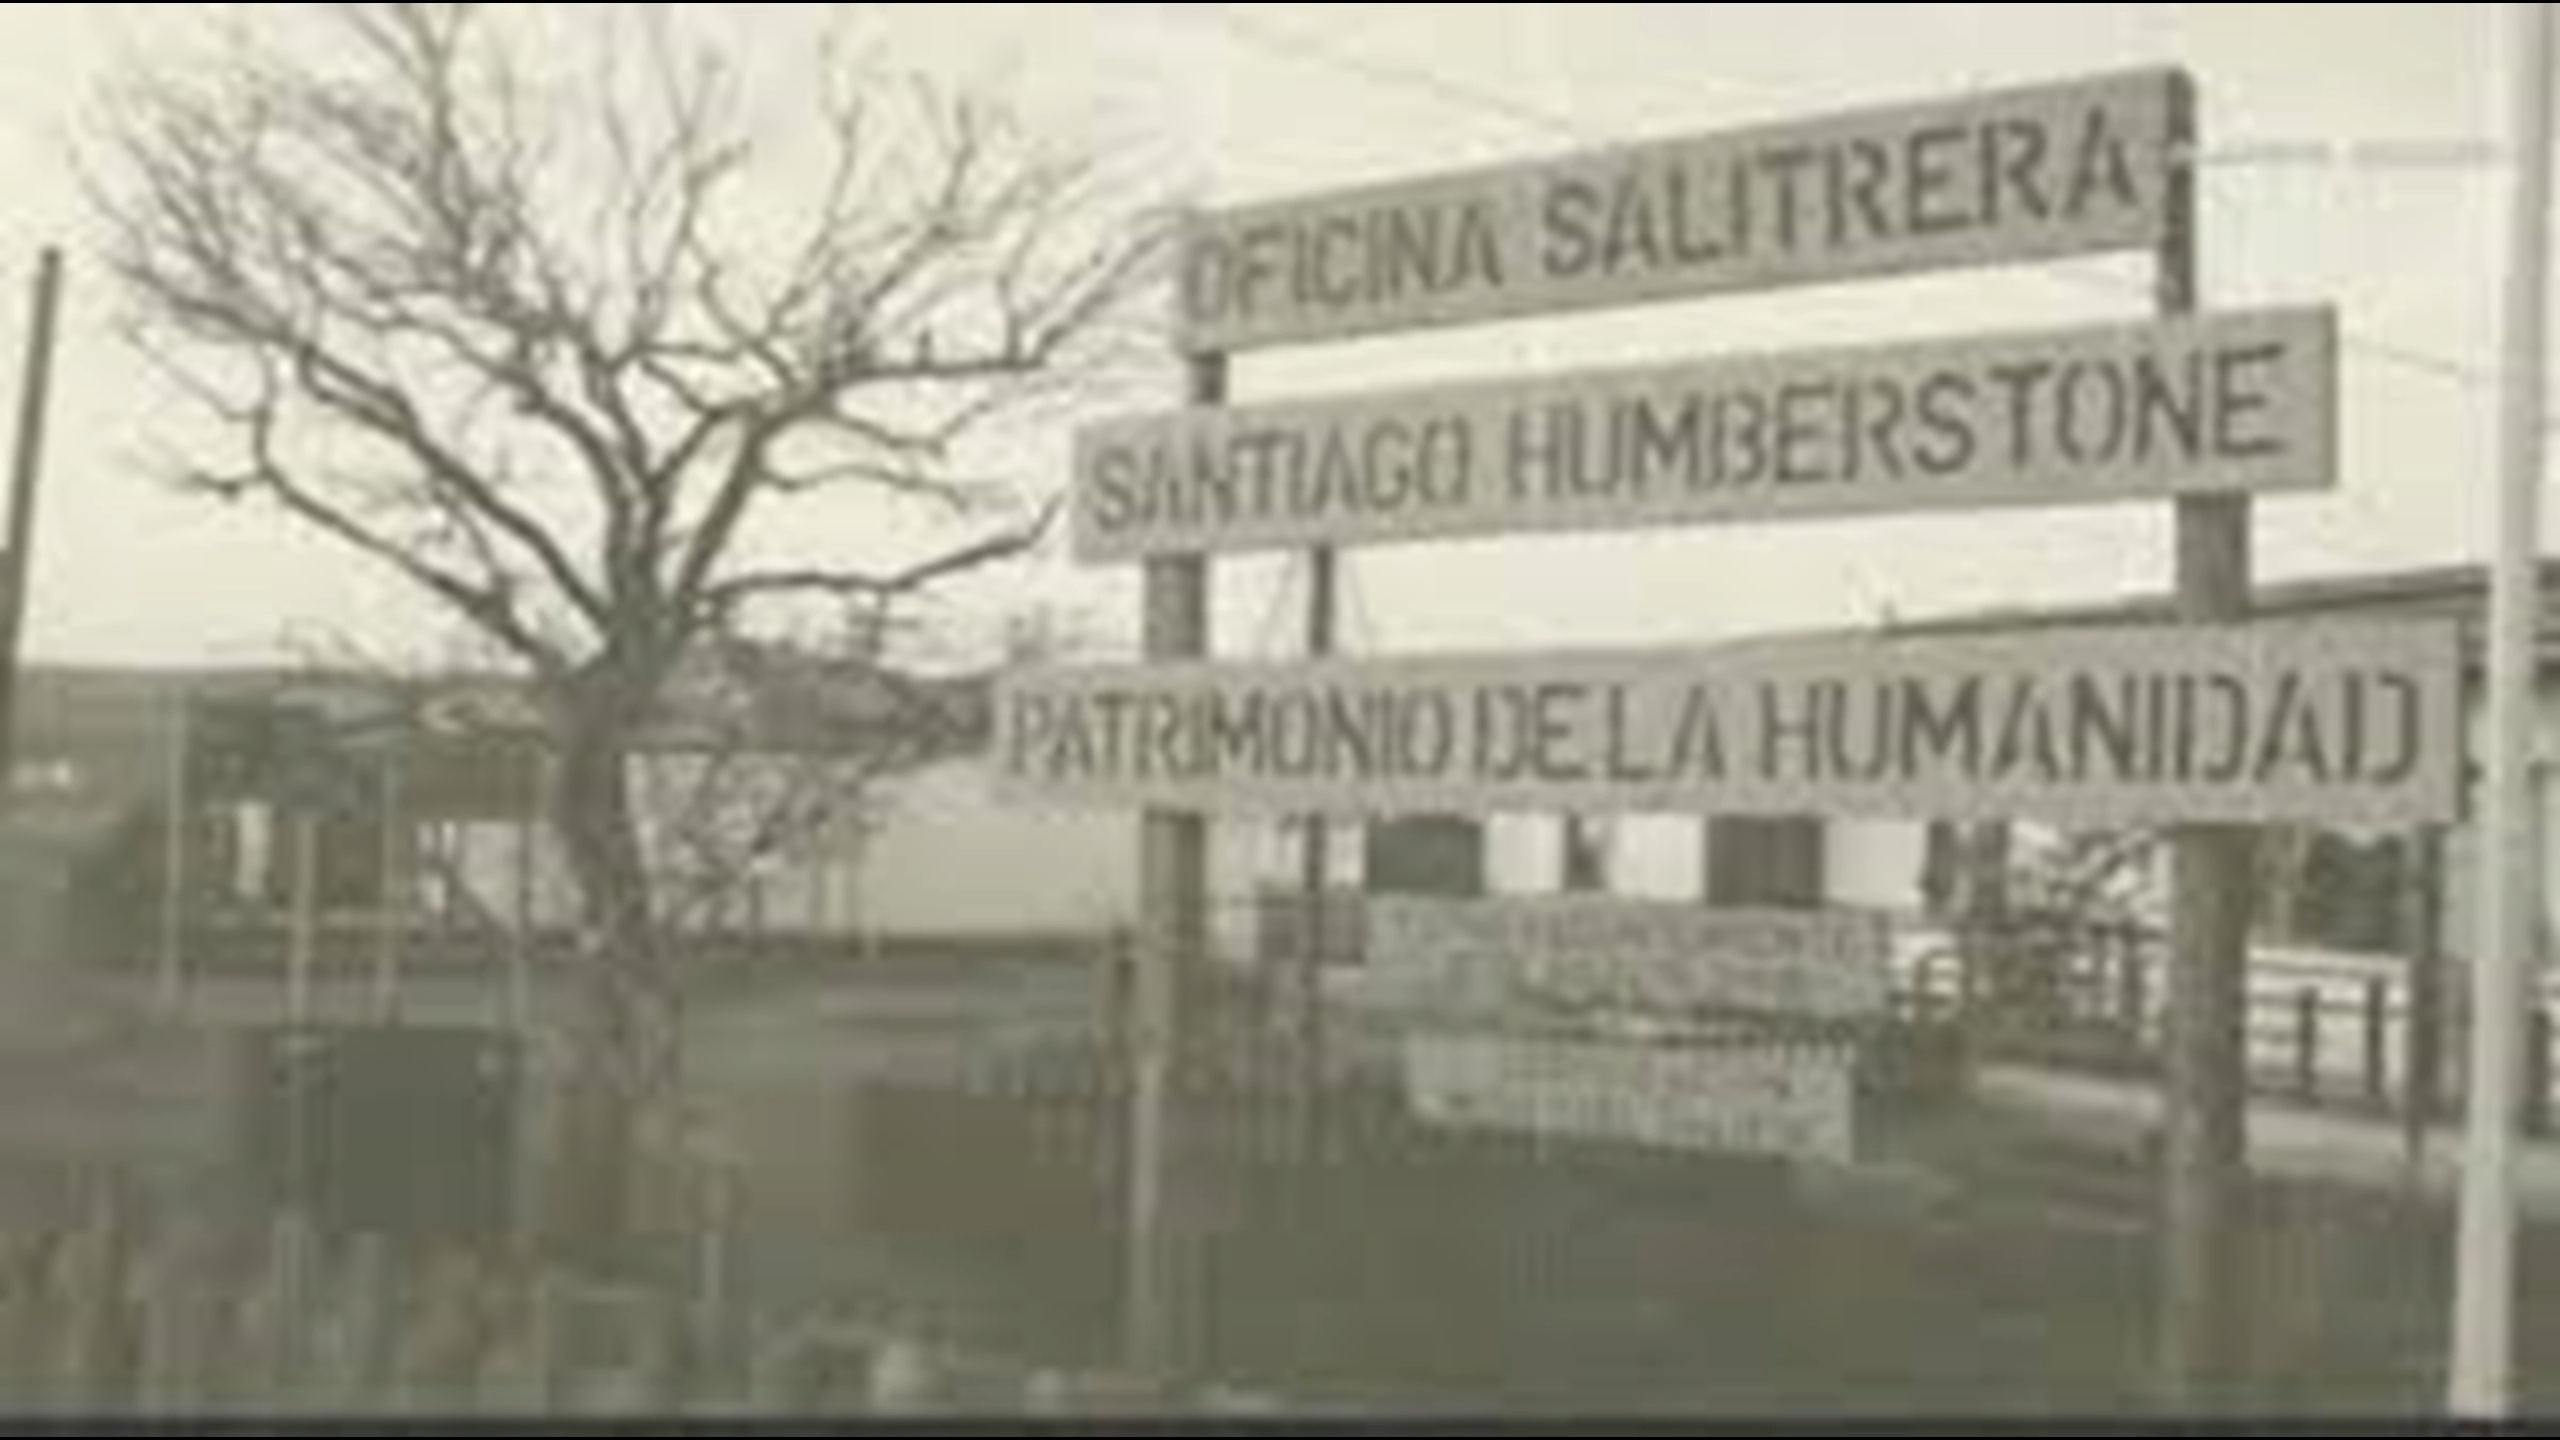 OFICINA SALITRERA
SANTIAGO HUMBERSTONE
PATRIMONIO DE LA HUMANIDAD